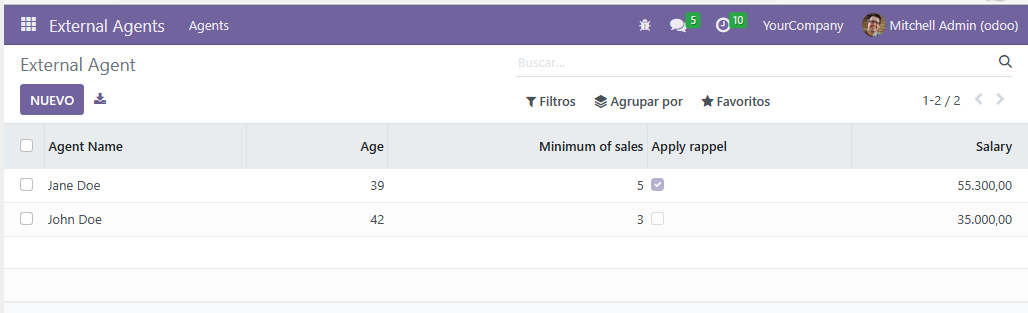 External Agents Agents 5 10 YourCompany Mitchell Admin (odoo)
External Agent Buscar...
NUEVO Filtros Agrupar por Favoritos 1-2 / 2
Agent Name Age Minimum of sales Apply rappel Salary
Jane Doe 39 5 55.300,00
John Doe 42 3 35.000,00